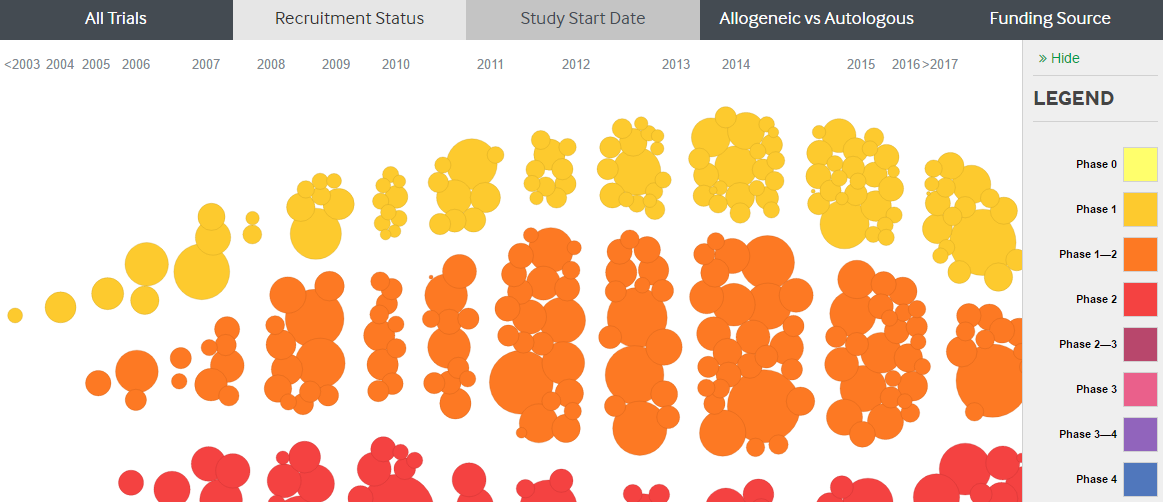 All Trials Recruitment Status Study Start Date Allogeneic vs Autologous Funding Source
<2003 2004 2005 2006 2007 2008 2009 2010 2011 2012 2013 2014 2015 2016 >2017
» Hide
LEGEND
Phase 0
Phase 1
Phase 1—2
Phase 2
Phase 2—3
Phase 3
Phase 3—4
Phase 4